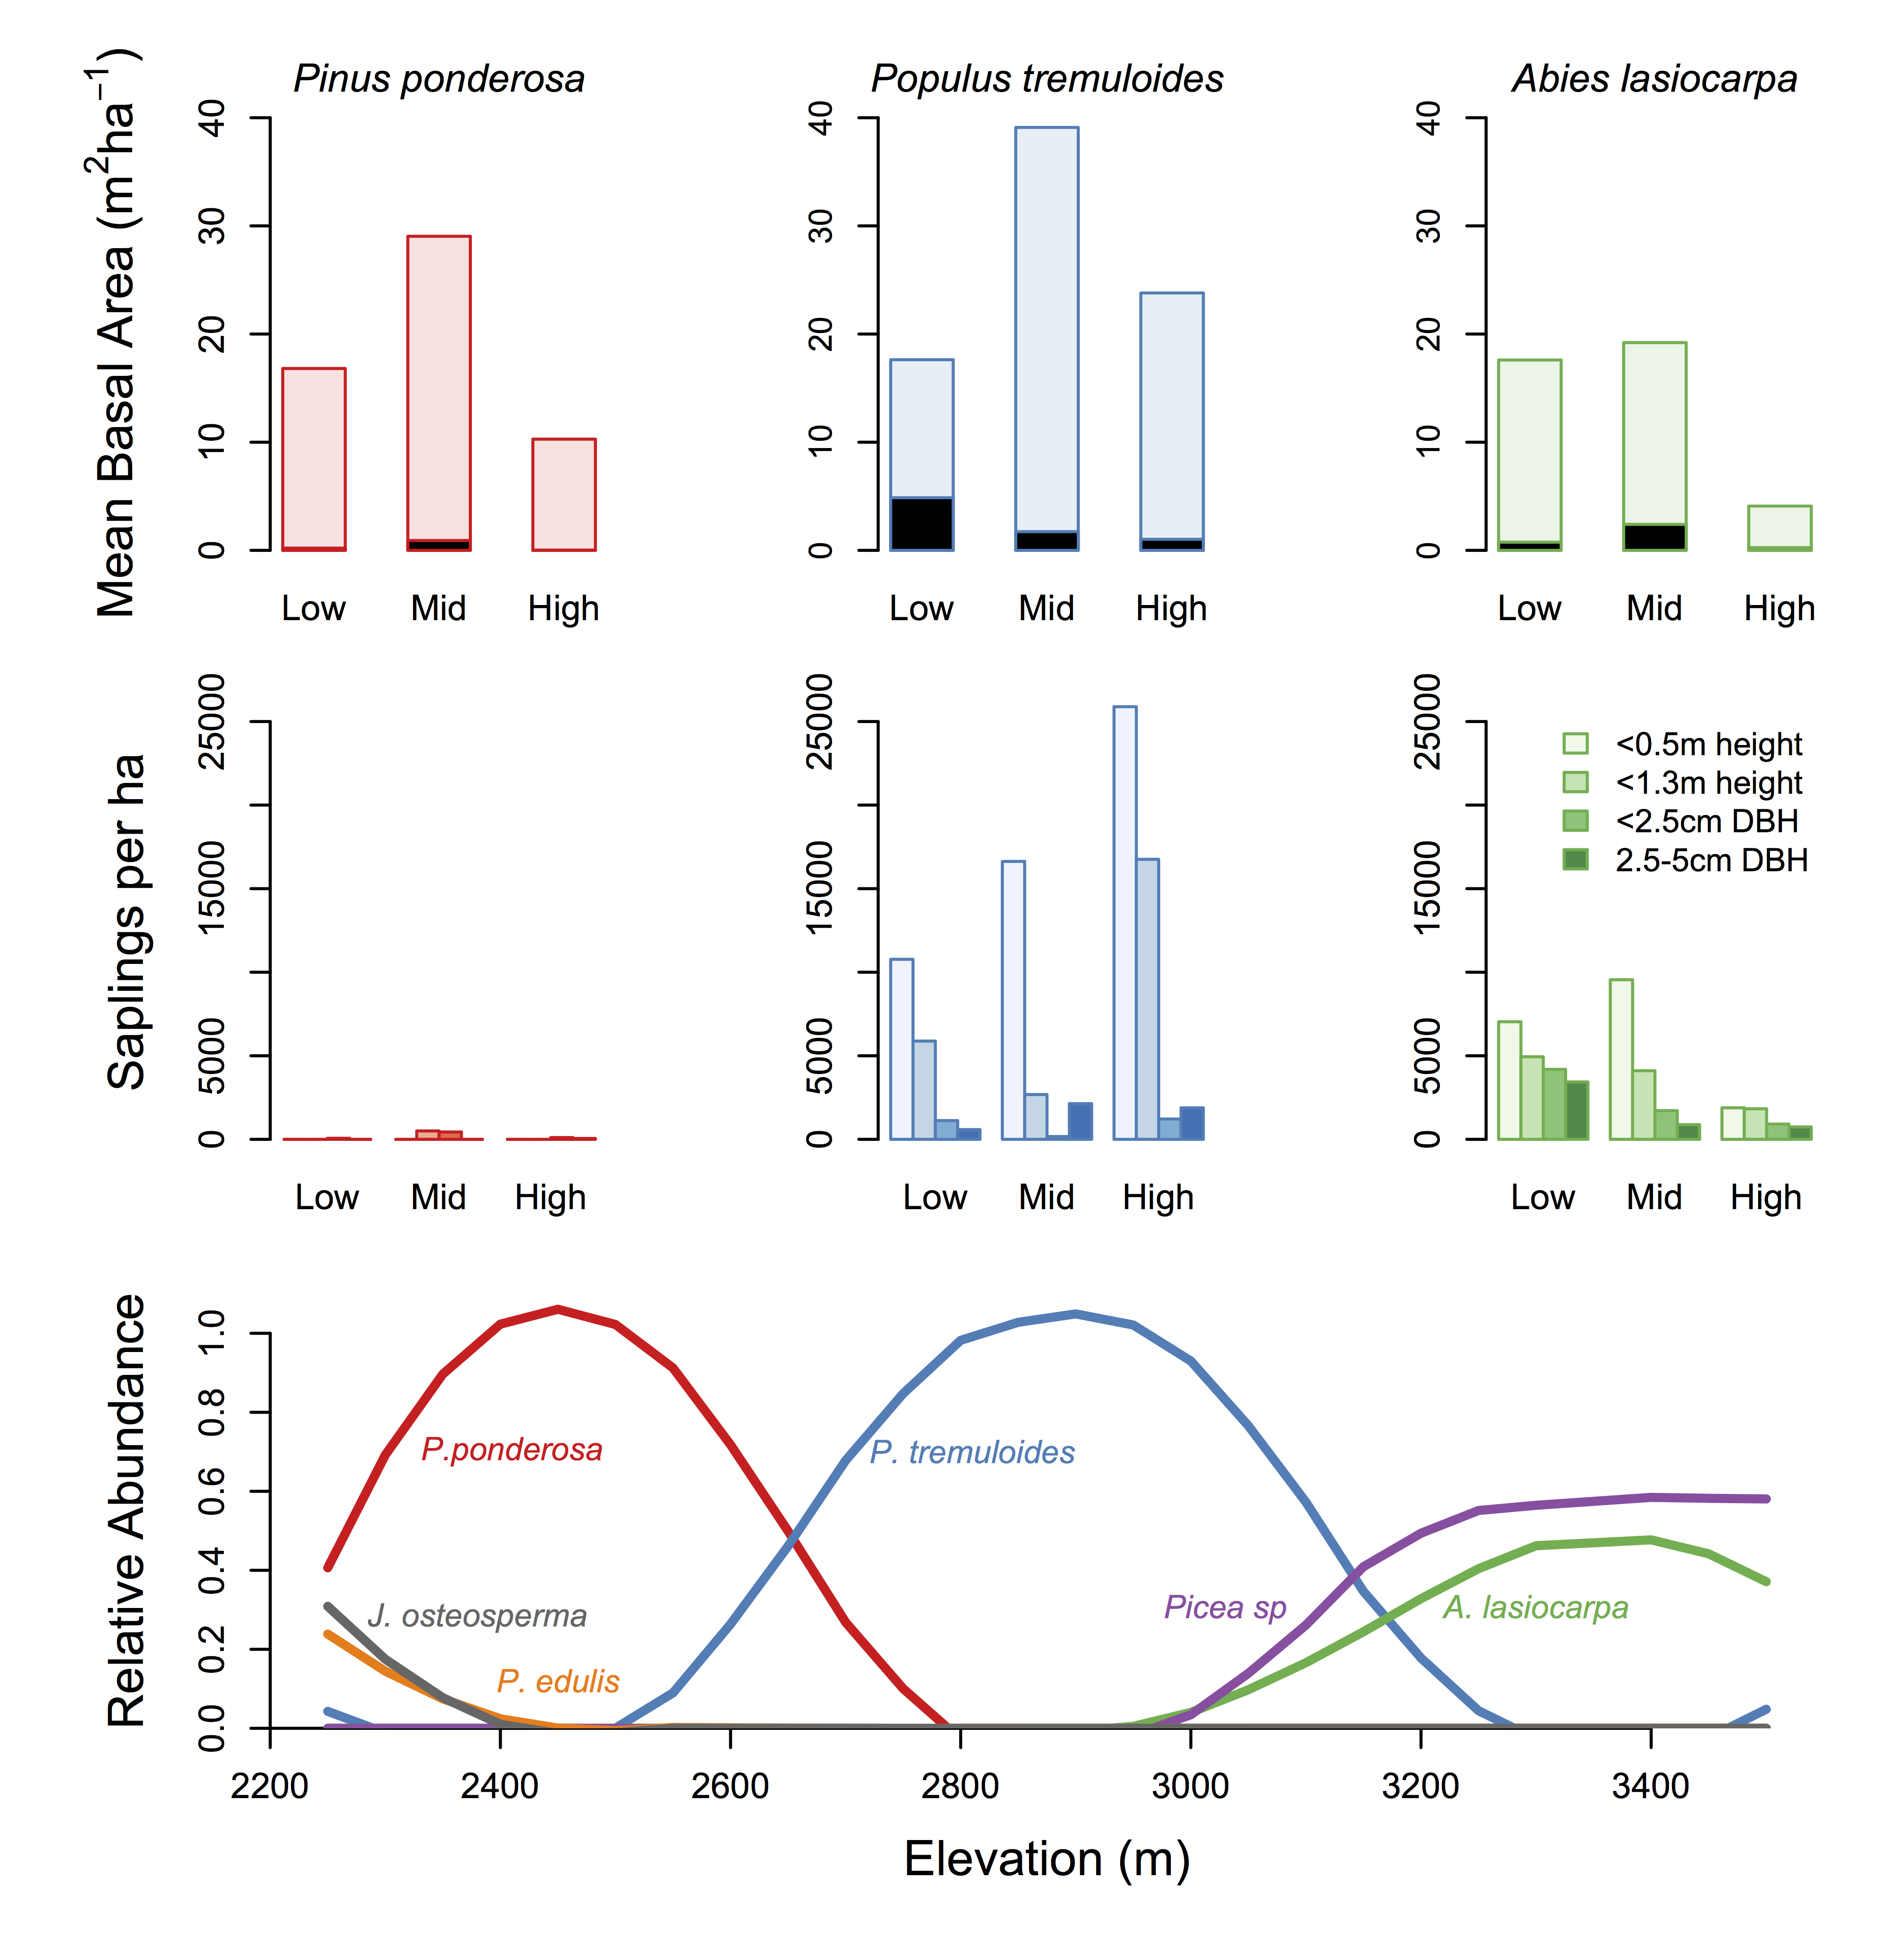 Pinus ponderosa
Populus tremuloides
Abies lasiocarpa
Mean Basal Area (m²ha⁻¹)
0 10 20 30 40
0 10 20 30 40
0 10 20 30 40
Low Mid High
Low Mid High
Low Mid High
Saplings per ha
0 5000 15000 25000
0 5000 15000 25000
0 5000 15000 25000
<0.5m height
<1.3m height
<2.5cm DBH
2.5-5cm DBH
Low Mid High
Low Mid High
Low Mid High
Relative Abundance
0.0 0.2 0.4 0.6 0.8 1.0
P.ponderosa
P. tremuloides
J. osteosperma
Picea sp
A. lasiocarpa
P. edulis
2200 2400 2600 2800 3000 3200 3400
Elevation (m)